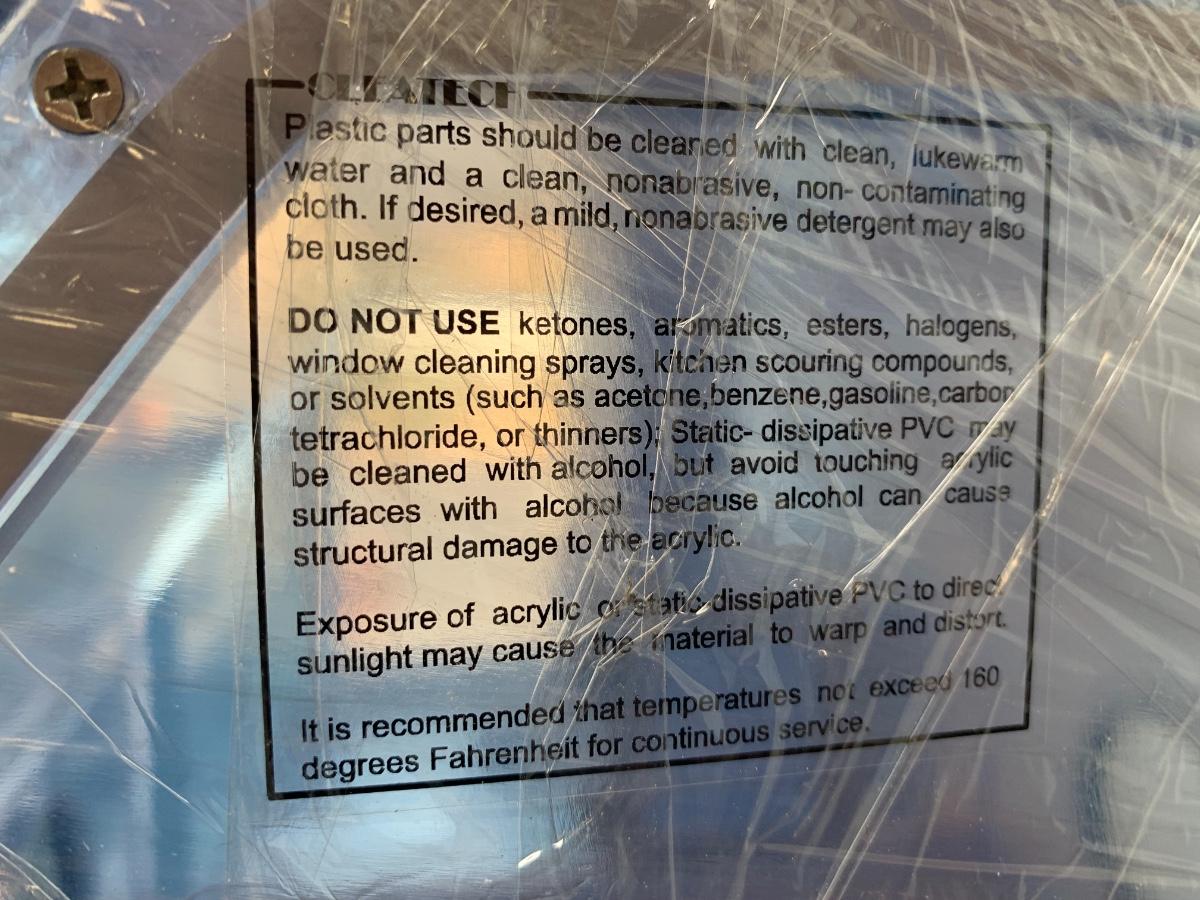 CLEATECH
Plastic parts should be cleaned with clean, lukewarm
water and a clean, nonabrasive, non- contaminating
cloth. If desired, a mild, nonabrasive detergent may also
be used.
DO NOT USE ketones, aromatics, esters, halogens,
window cleaning sprays, kitchen scouring compounds,
or solvents (such as acetone,benzene,gasoline,carbon
tetrachloride, or thinners); Static- dissipative PVC may
be cleaned with alcohol, but avoid touching acrylic
surfaces with alcohol because alcohol can cause
structural damage to the acrylic.
Exposure of acrylic or static-dissipative PVC to direct
sunlight may cause the material to warp and distort.
It is recommended that temperatures not exceed 160
degrees Fahrenheit for continuous service.